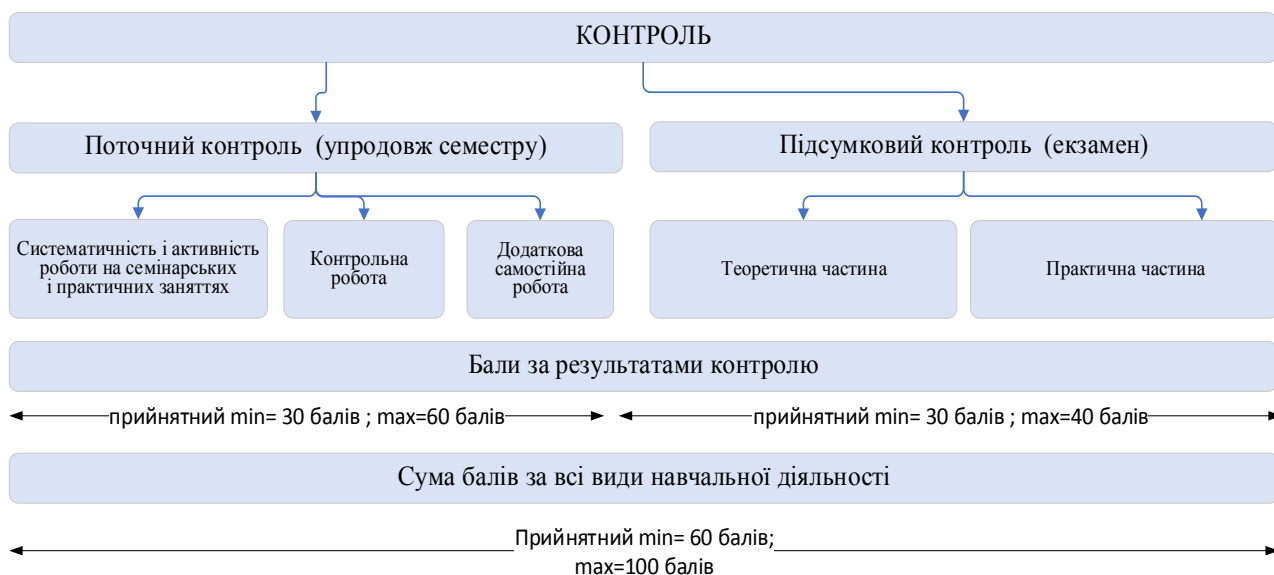 КОНТРОЛЬ
Поточний контроль (упродовж семестру)
Підсумковий контроль (екзамен)
Систематичність і активність
роботи на семінарських
і практичних заняттях
Контрольна
робота
Додаткова
самостійна
робота
Теоретична частина
Практична частина
Бали за результатами контролю
прийнятний min= 30 балів ; max=60 балів
прийнятний min= 30 балів ; max=40 балів
Сума балів за всі види навчальної діяльності
Прийнятний min= 60 балів;
max=100 балів